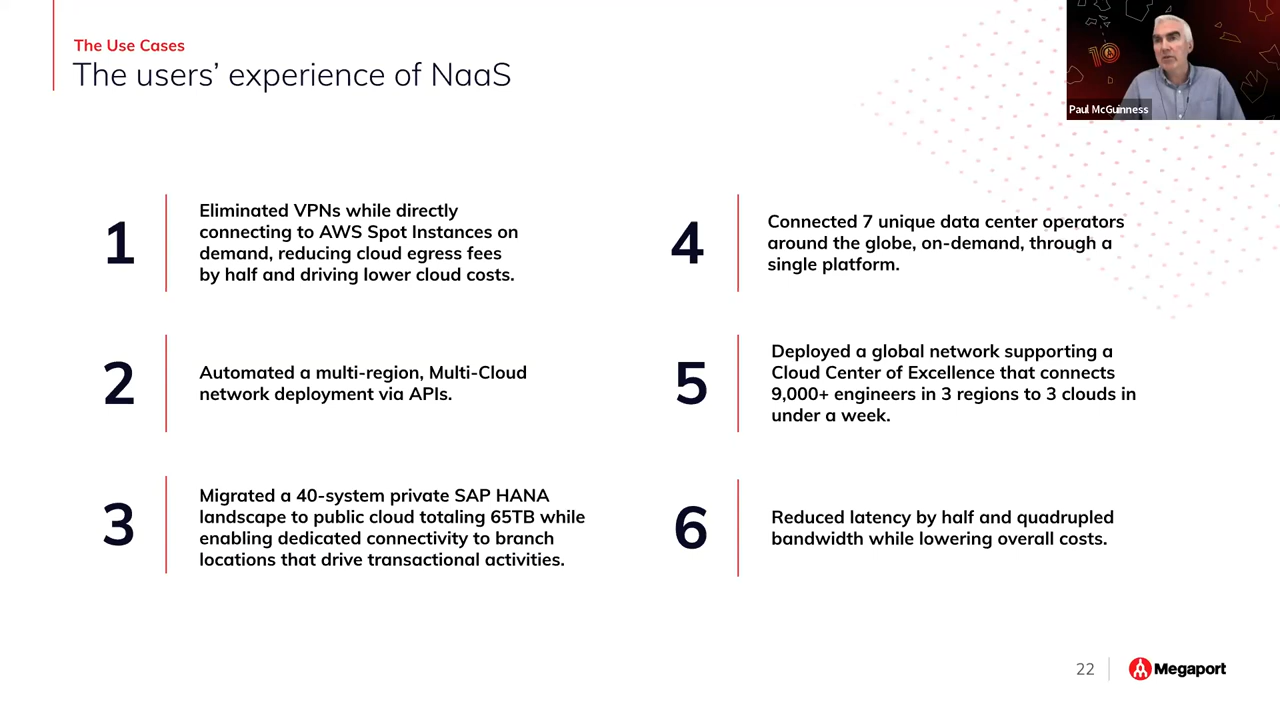 The Use Cases
The users’ experience of NaaS
10
Paul McGuinness
1
Eliminated VPNs while directly
connecting to AWS Spot Instances on
demand, reducing cloud egress fees
by half and driving lower cloud costs.
2
Automated a multi-region, Multi-Cloud
network deployment via APIs.
3
Migrated a 40-system private SAP HANA
landscape to public cloud totaling 65TB while
enabling dedicated connectivity to branch
locations that drive transactional activities.
4
Connected 7 unique data center operators
around the globe, on-demand, through a
single platform.
5
Deployed a global network supporting a
Cloud Center of Excellence that connects
9,000+ engineers in 3 regions to 3 clouds in
under a week.
6
Reduced latency by half and quadrupled
bandwidth while lowering overall costs.
22
Megaport